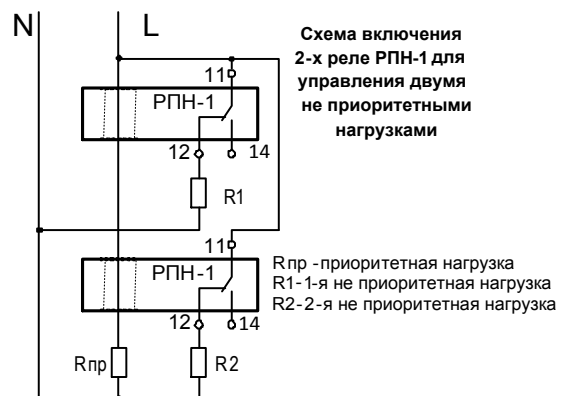 N
L
Схема включения
2-х реле РПН-1 для
управления двумя
не приоритетными
нагрузками
11
РПН-1
12
14
R1
11
РПН-1
Rпр -приоритетная нагрузка
R1-1-я не приоритетная нагрузка
R2-2-я не приоритетная нагрузка
12
14
Rпр
R2